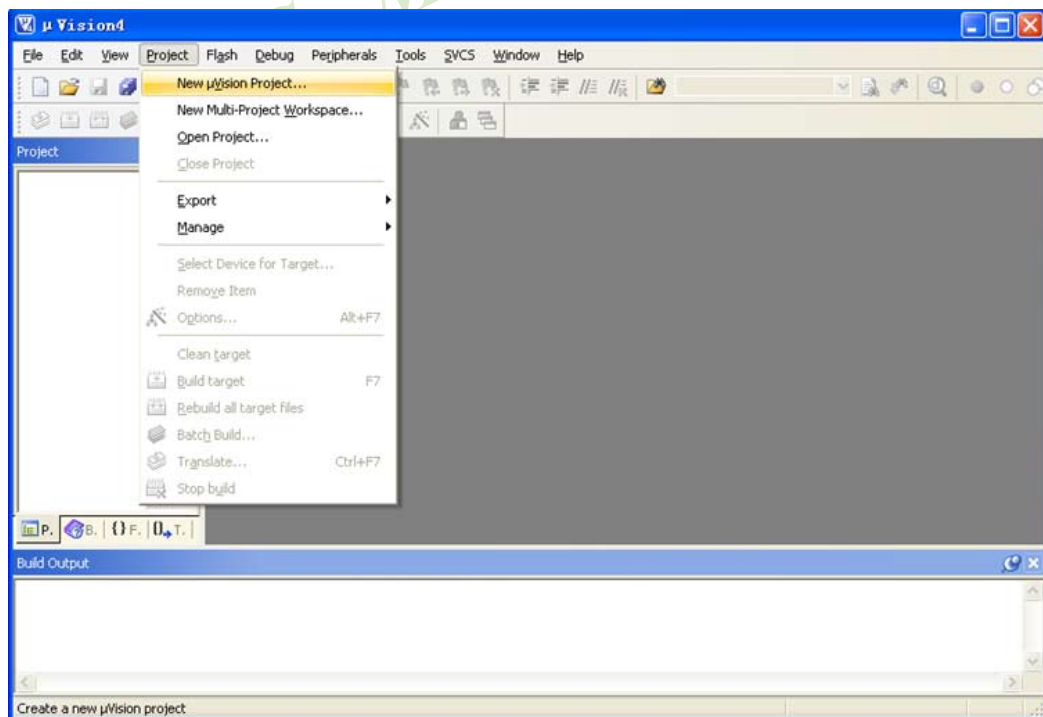 μVision4
File Edit View Project Flash Debug Peripherals Tools SVCS Window Help
New μVision Project...
New Multi-Project Workspace...
Open Project...
Close Project
Export
Manage
Select Device for Target...
Remove Item
Options... Alt+F7
Clean target
Build target F7
Rebuild all target files
Batch Build...
Translate... Ctrl+F7
Stop build
Project
P. B. {} F. 0 T.
Build Output
Create a new μVision project